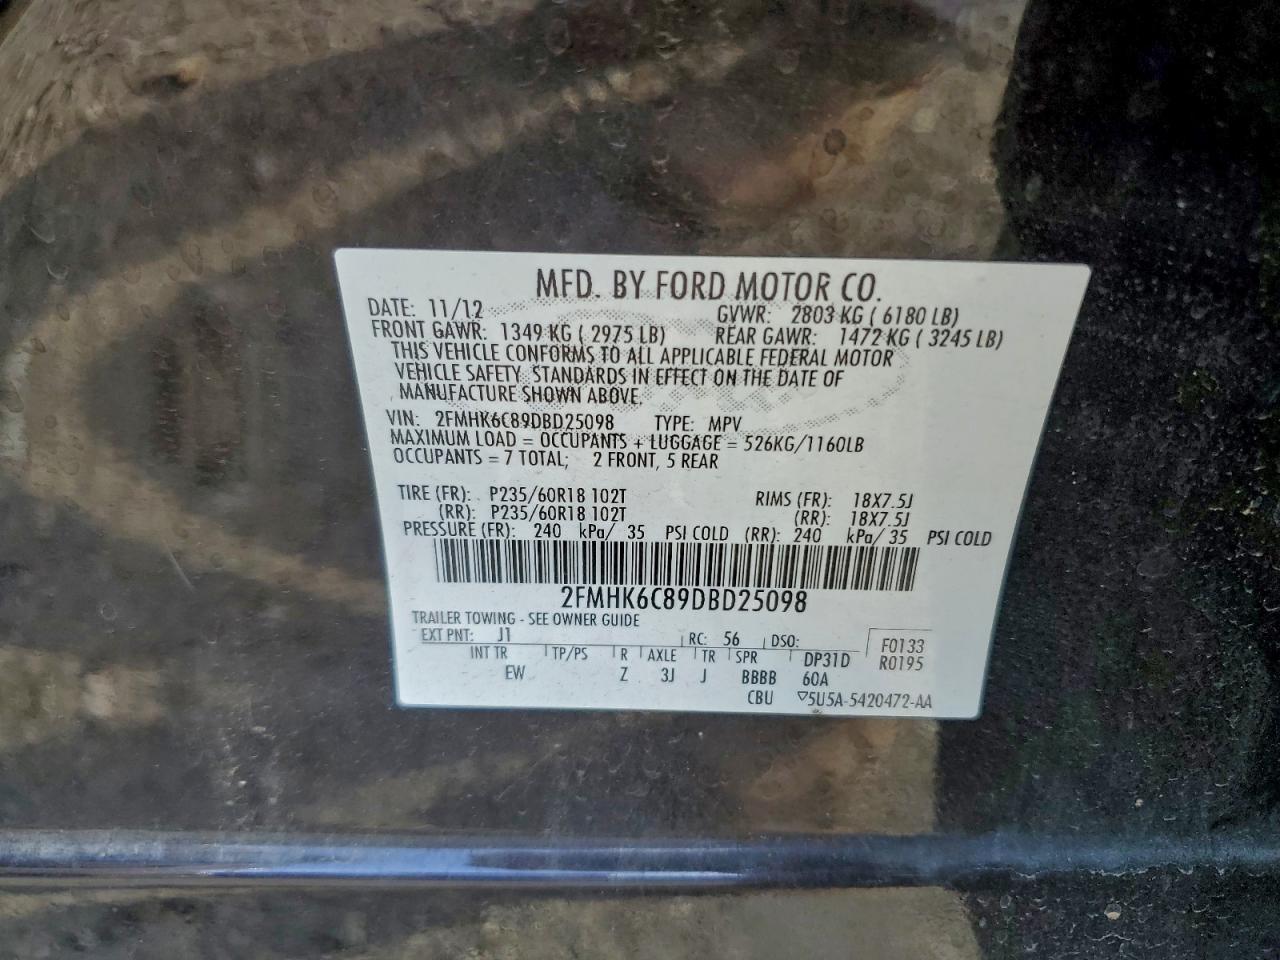 MFD. BY FORD MOTOR CO.
DATE: 11/12 GVWR: 2803 KG ( 6180 LB)
FRONT GAWR: 1349 KG ( 2975 LB) REAR GAWR: 1472 KG ( 3245 LB)
THIS VEHICLE CONFORMS TO ALL APPLICABLE FEDERAL MOTOR
VEHICLE SAFETY STANDARDS IN EFFECT ON THE DATE OF
MANUFACTURE SHOWN ABOVE.
VIN: 2FMHK6C89DBD25098 TYPE: MPV
MAXIMUM LOAD = OCCUPANTS + LUGGAGE = 526KG/1160LB
OCCUPANTS = 7 TOTAL; 2 FRONT, 5 REAR
TIRE (FR): P235/60R18 102T RIMS (FR): 18X7.5J
(RR): P235/60R18 102T (RR): 18X7.5J
PRESSURE (FR): 240 kPa/ 35 PSI COLD (RR): 240 kPa/ 35 PSI COLD
2FMHK6C89DBD25098
TRAILER TOWING - SEE OWNER GUIDE
EXT PNT: J1 RC: 56 DSO: F0133
INT TR TP/PS R AXLE TR SPR DP31D R0195
EW Z 3J J BBBB 60A
CBU ▽5U5A-5420472-AA